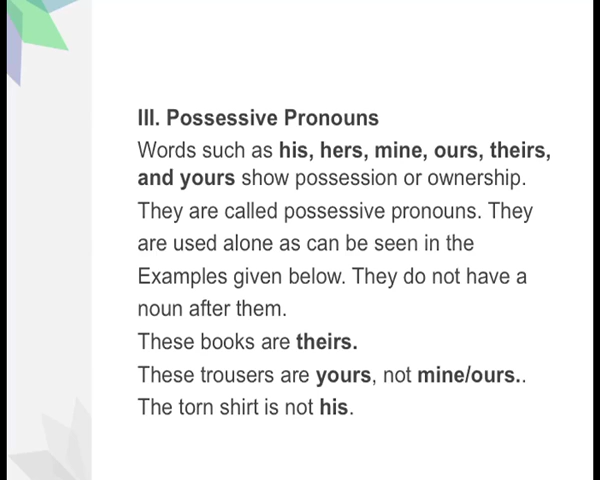 III. Possessive Pronouns
Words such as his, hers, mine, ours, theirs,
and yours show possession or ownership.
They are called possessive pronouns. They
are used alone as can be seen in the
Examples given below. They do not have a
noun after them.
These books are theirs.
These trousers are yours, not mine/ours..
The torn shirt is not his.